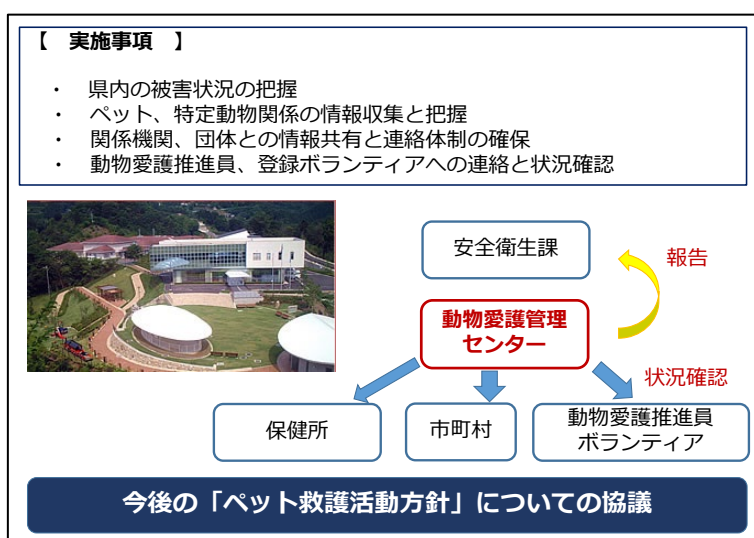 【 実施事項 】
・ 県内の被害状況の把握
・ ペット、特定動物関係の情報収集と把握
・ 関係機関、団体との情報共有と連絡体制の確保
・ 動物愛護推進員、登録ボランティアへの連絡と状況確認
安全衛生課
報告
動物愛護管理
センター
状況確認
保健所
市町村
動物愛護推進員
ボランティア
今後の「ペット救護活動方針」についての協議